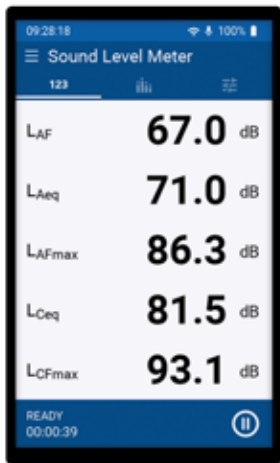 09:28:18 100%
Sound Level Meter
123
LAF 67.0 dB
LAeq 71.0 dB
LAFmax 86.3 dB
LCeq 81.5 dB
LCFmax 93.1 dB
READY
00:00:39